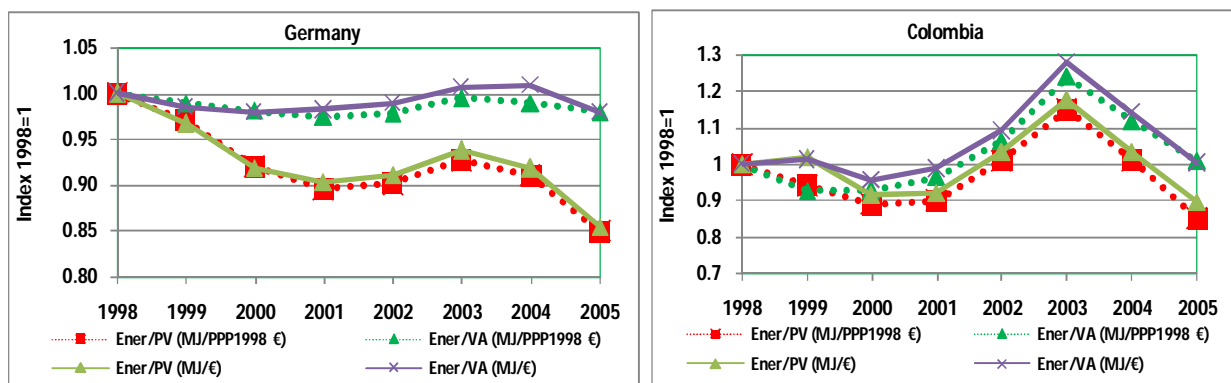 Germany
Index 1998=1
1.05
1.00
0.95
0.90
0.85
0.80
1998 1999 2000 2001 2002 2003 2004 2005
Ener/PV (MJ/PPP1998 €) Ener/VA (MJ/PPP1998 €)
Ener/PV (MJ/€) Ener/VA (MJ/€)
Colombia
Index 1998=1
1.3
1.2
1.1
1
0.9
0.8
0.7
1998 1999 2000 2001 2002 2003 2004 2005
Ener/PV (MJ/PPP1998 €) Ener/VA (MJ/PPP1998 €)
Ener/PV (MJ/€) Ener/VA (MJ/€)